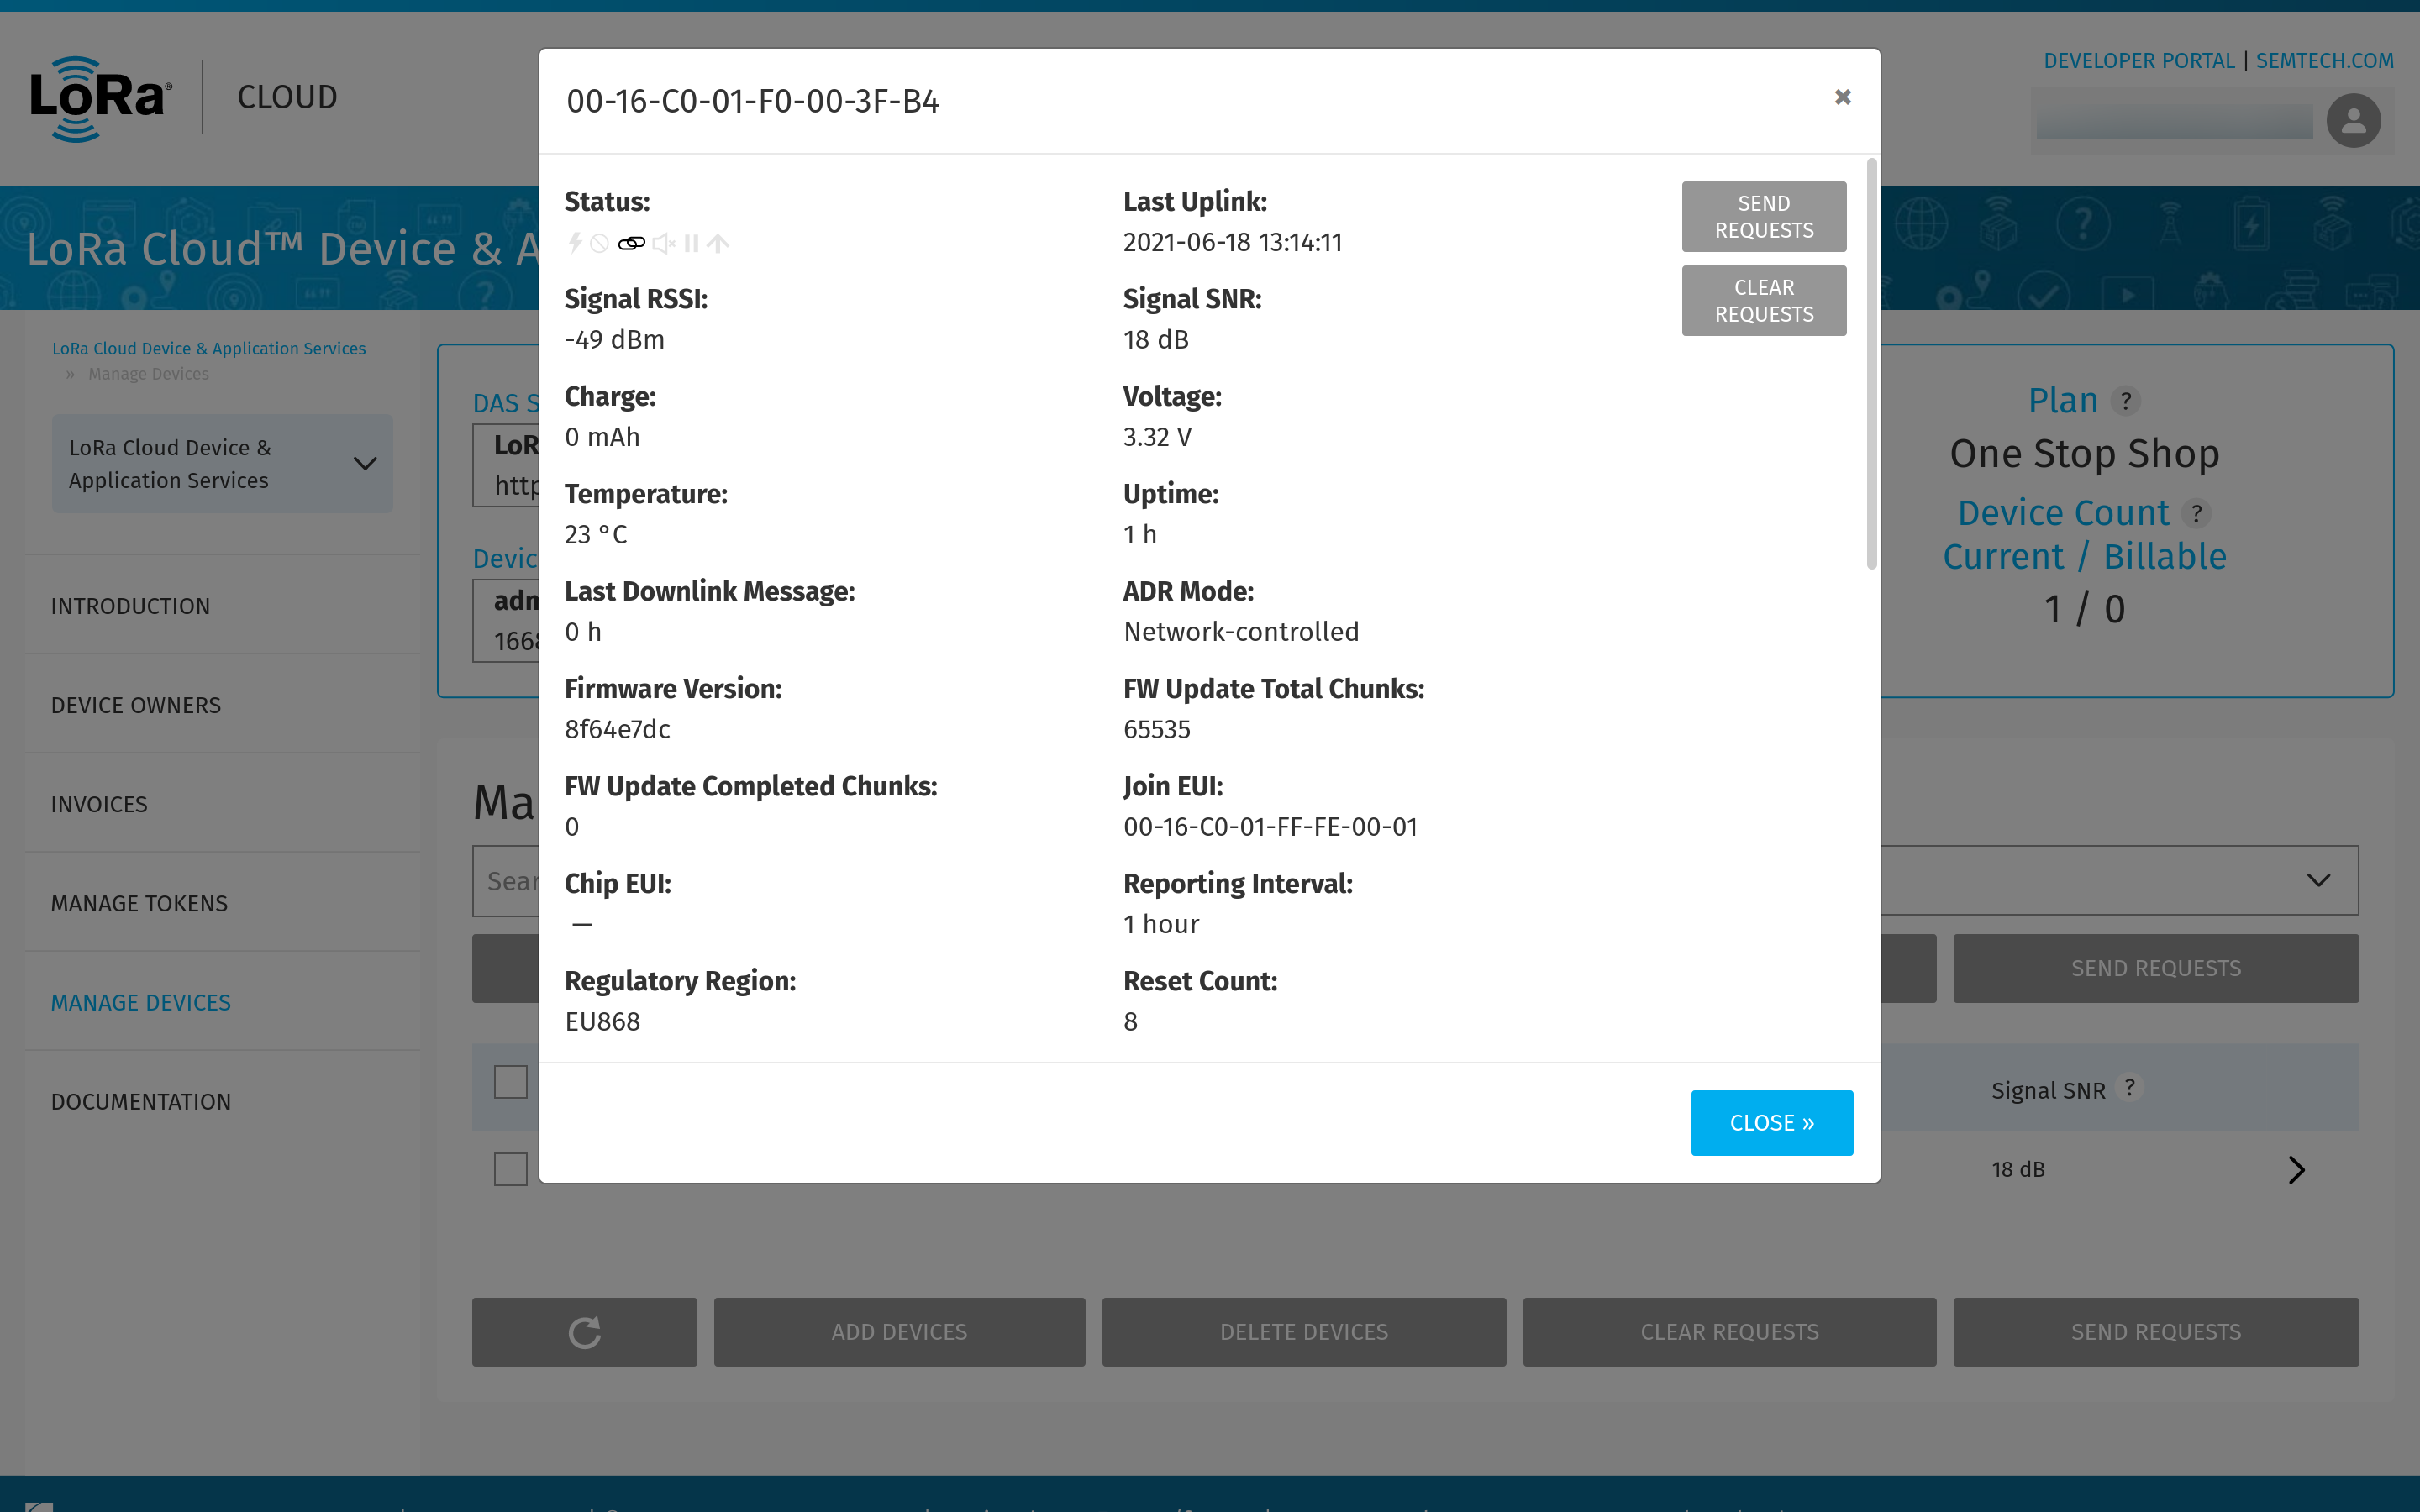 LoRa® CLOUD
DEVELOPER PORTAL | SEMTECH.COM
LoRa Cloud™ Device & A
LoRa Cloud Device & Application Services
» Manage Devices
LoRa Cloud Device &
Application Services
INTRODUCTION
DEVICE OWNERS
INVOICES
MANAGE TOKENS
MANAGE DEVICES
DOCUMENTATION
DAS S
LoR
http
Devic
adm
1668
Plan ?
One Stop Shop
Device Count ?
Current / Billable
1 / 0
Ma
Sear
SEND REQUESTS
Signal SNR ?
18 dB
ADD DEVICES
DELETE DEVICES
CLEAR REQUESTS
SEND REQUESTS
00-16-C0-01-F0-00-3F-B4
Status:
Last Uplink:
2021-06-18 13:14:11
SEND
REQUESTS
CLEAR
REQUESTS
Signal RSSI:
-49 dBm
Signal SNR:
18 dB
Charge:
0 mAh
Voltage:
3.32 V
Temperature:
23 °C
Uptime:
1 h
Last Downlink Message:
0 h
ADR Mode:
Network-controlled
Firmware Version:
8f64e7dc
FW Update Total Chunks:
65535
FW Update Completed Chunks:
0
Join EUI:
00-16-C0-01-FF-FE-00-01
Chip EUI:
—
Reporting Interval:
1 hour
Regulatory Region:
EU868
Reset Count:
8
CLOSE »